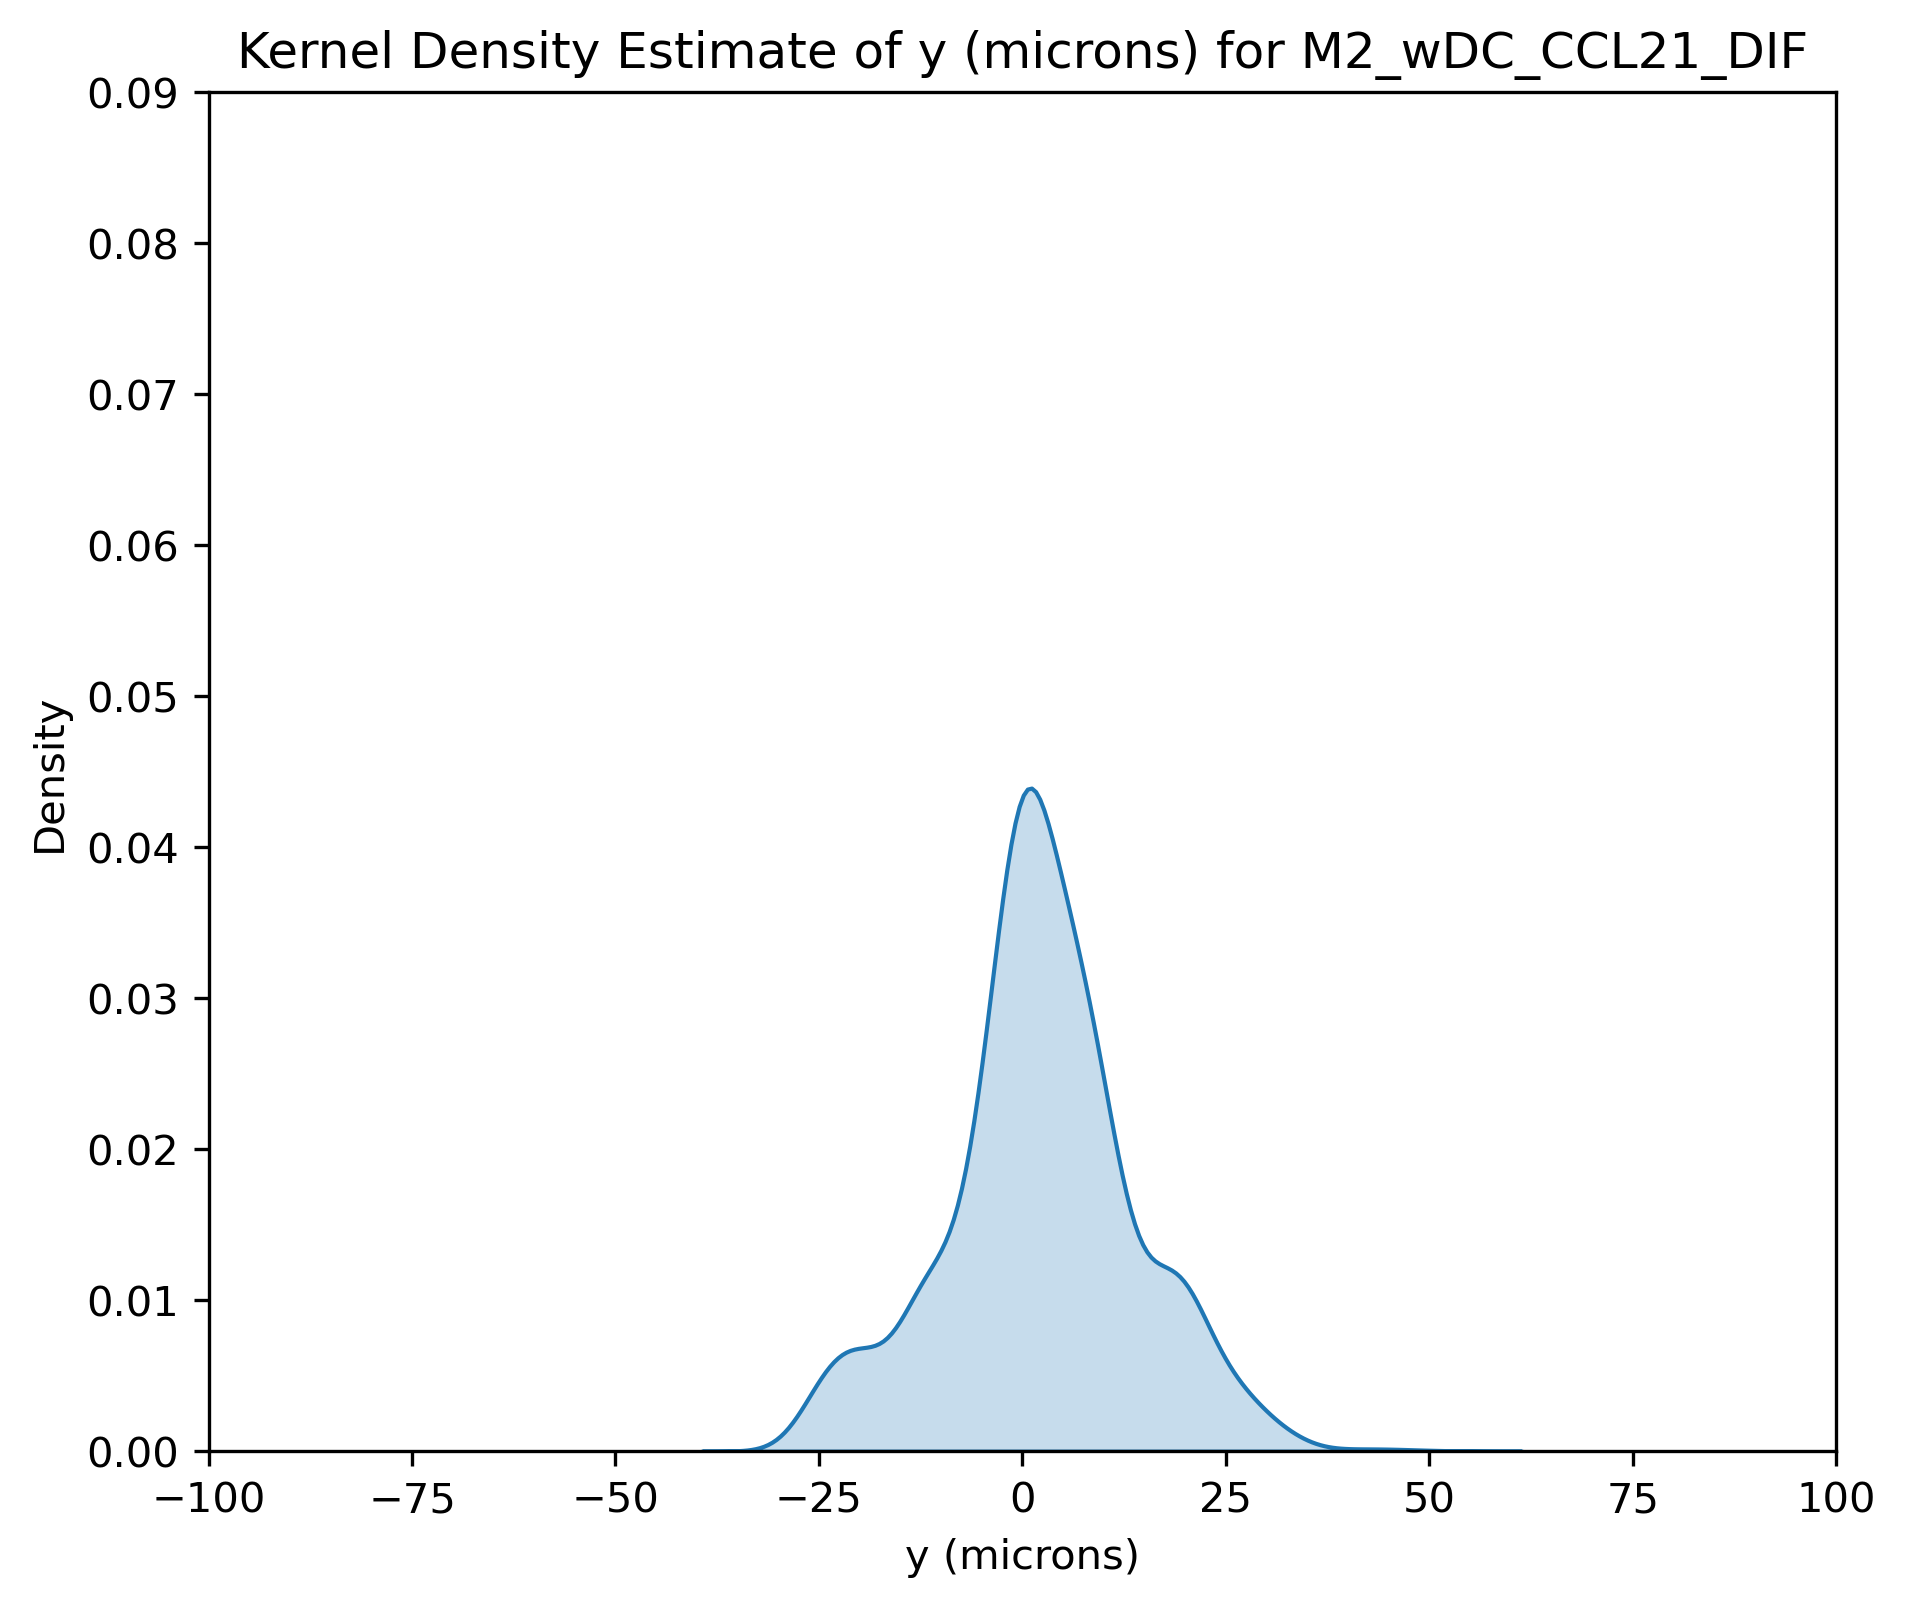 Kernel Density Estimate of y (microns) for M2_wDC_CCL21_DIF
0.09
0.08
0.07
0.06
0.05
0.04
0.03
0.02
0.01
0.00
Density
−100 −75 −50 −25 0 25 50 75 100
y (microns)